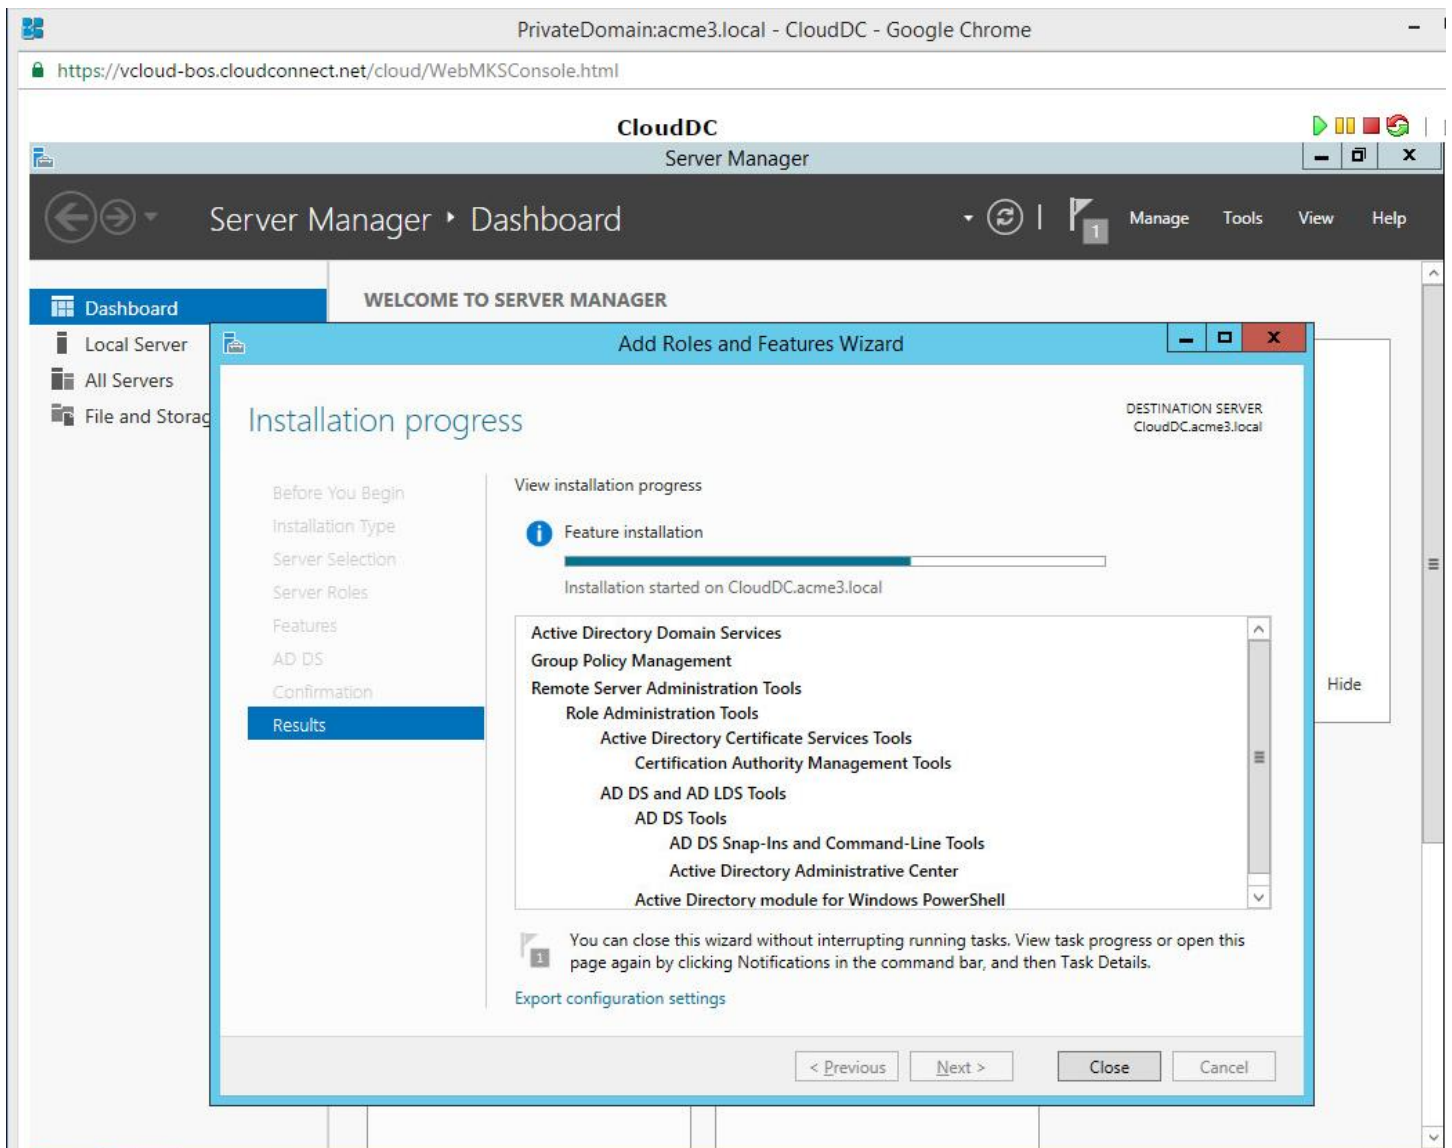 PrivateDomain:acme3.local - CloudDC - Google Chrome
https://vcloud-bos.cloudconnect.net/cloud/WebMKSConsole.html
CloudDC
Server Manager
Server Manager ‣ Dashboard
1
Manage
Tools
View
Help
Dashboard
Local Server
All Servers
File and Storag
WELCOME TO SERVER MANAGER
Add Roles and Features Wizard
Installation progress
DESTINATION SERVER
CloudDC.acme3.local
Before You Begin
Installation Type
Server Selection
Server Roles
Features
AD DS
Confirmation
Results
View installation progress
Feature installation
Installation started on CloudDC.acme3.local
Active Directory Domain Services
Group Policy Management
Remote Server Administration Tools
Role Administration Tools
Active Directory Certificate Services Tools
Certification Authority Management Tools
AD DS and AD LDS Tools
AD DS Tools
AD DS Snap-Ins and Command-Line Tools
Active Directory Administrative Center
Active Directory module for Windows PowerShell
1
You can close this wizard without interrupting running tasks. View task progress or open this
page again by clicking Notifications in the command bar, and then Task Details.
Export configuration settings
< Previous
Next >
Close
Cancel
Hide